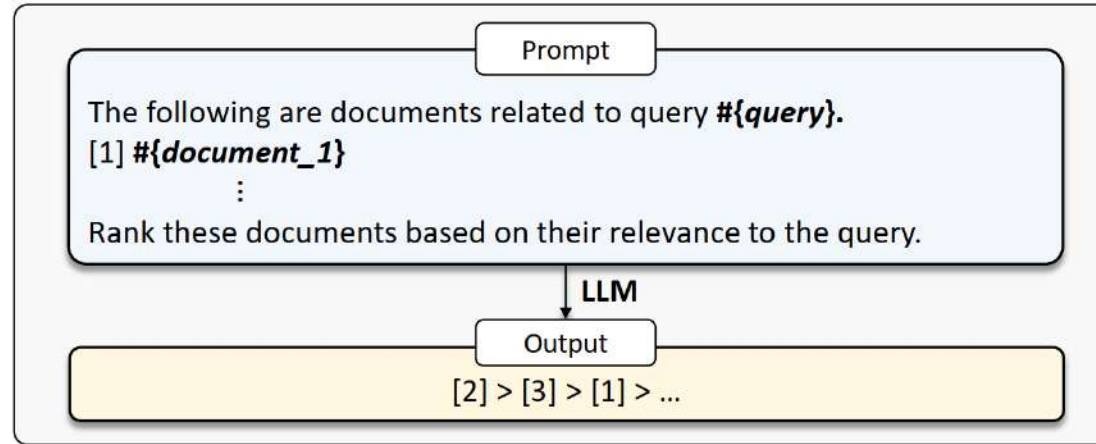 Prompt
The following are documents related to query #{query}.
[1] #{document_1}
⋮
Rank these documents based on their relevance to the query.
LLM
Output
[2] > [3] > [1] > ...